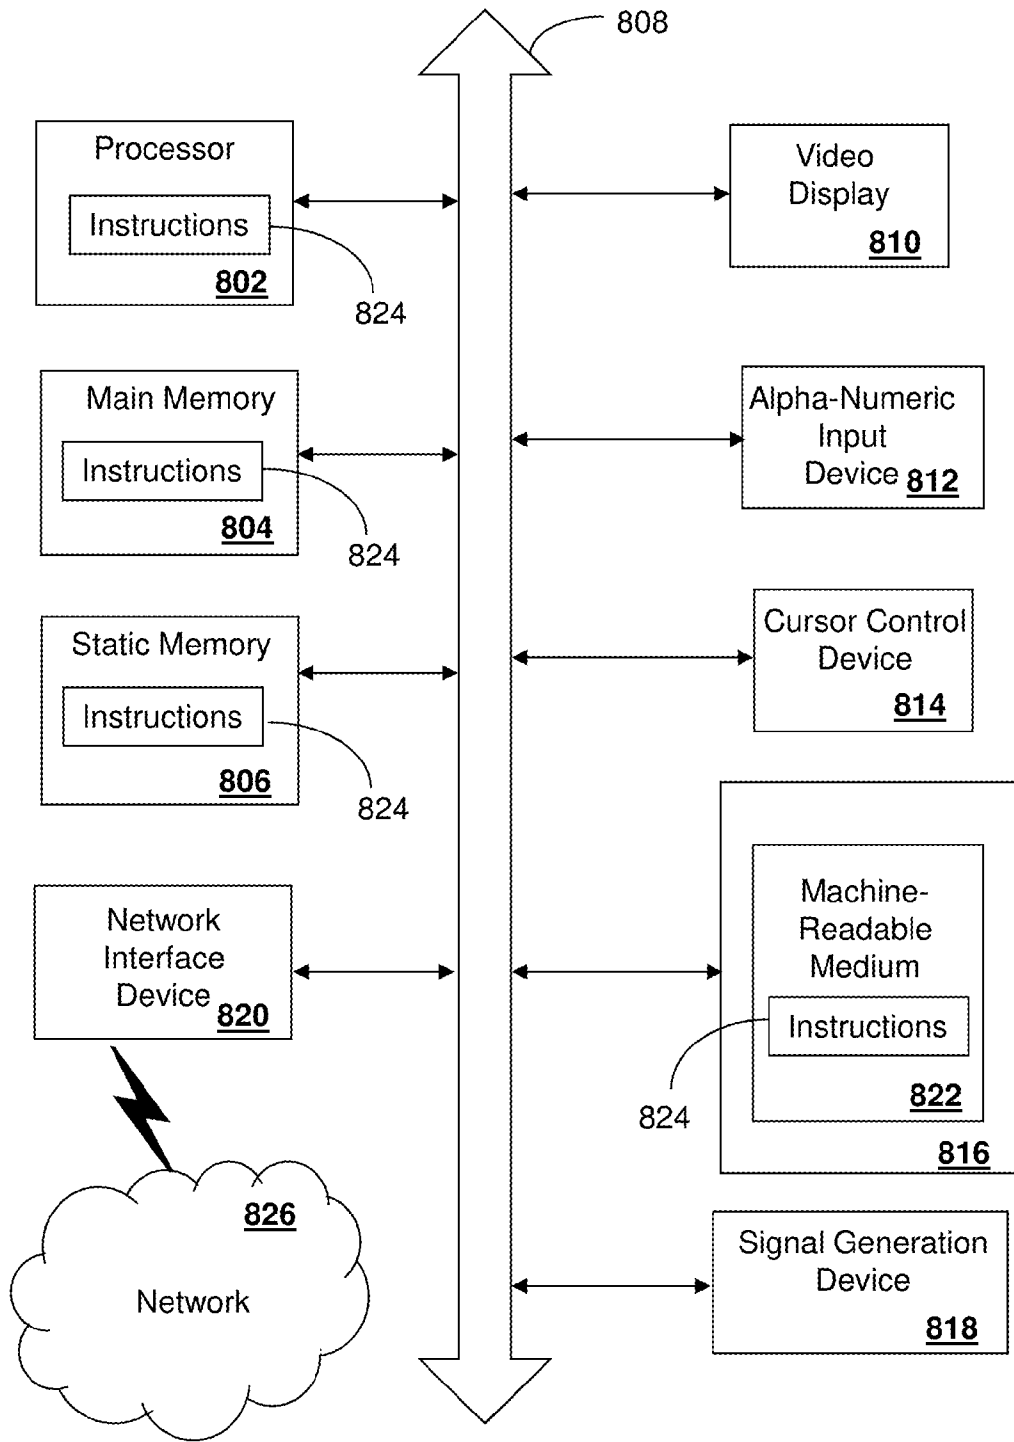 808
Processor
Instructions
802
824
Main Memory
Instructions
804
824
Static Memory
Instructions
806
824
Network
Interface
Device
820
826
Network
Video
Display
810
Alpha-Numeric
Input
Device
812
Cursor Control
Device
814
Machine-
Readable
Medium
Instructions
822
824
816
Signal Generation
Device
818